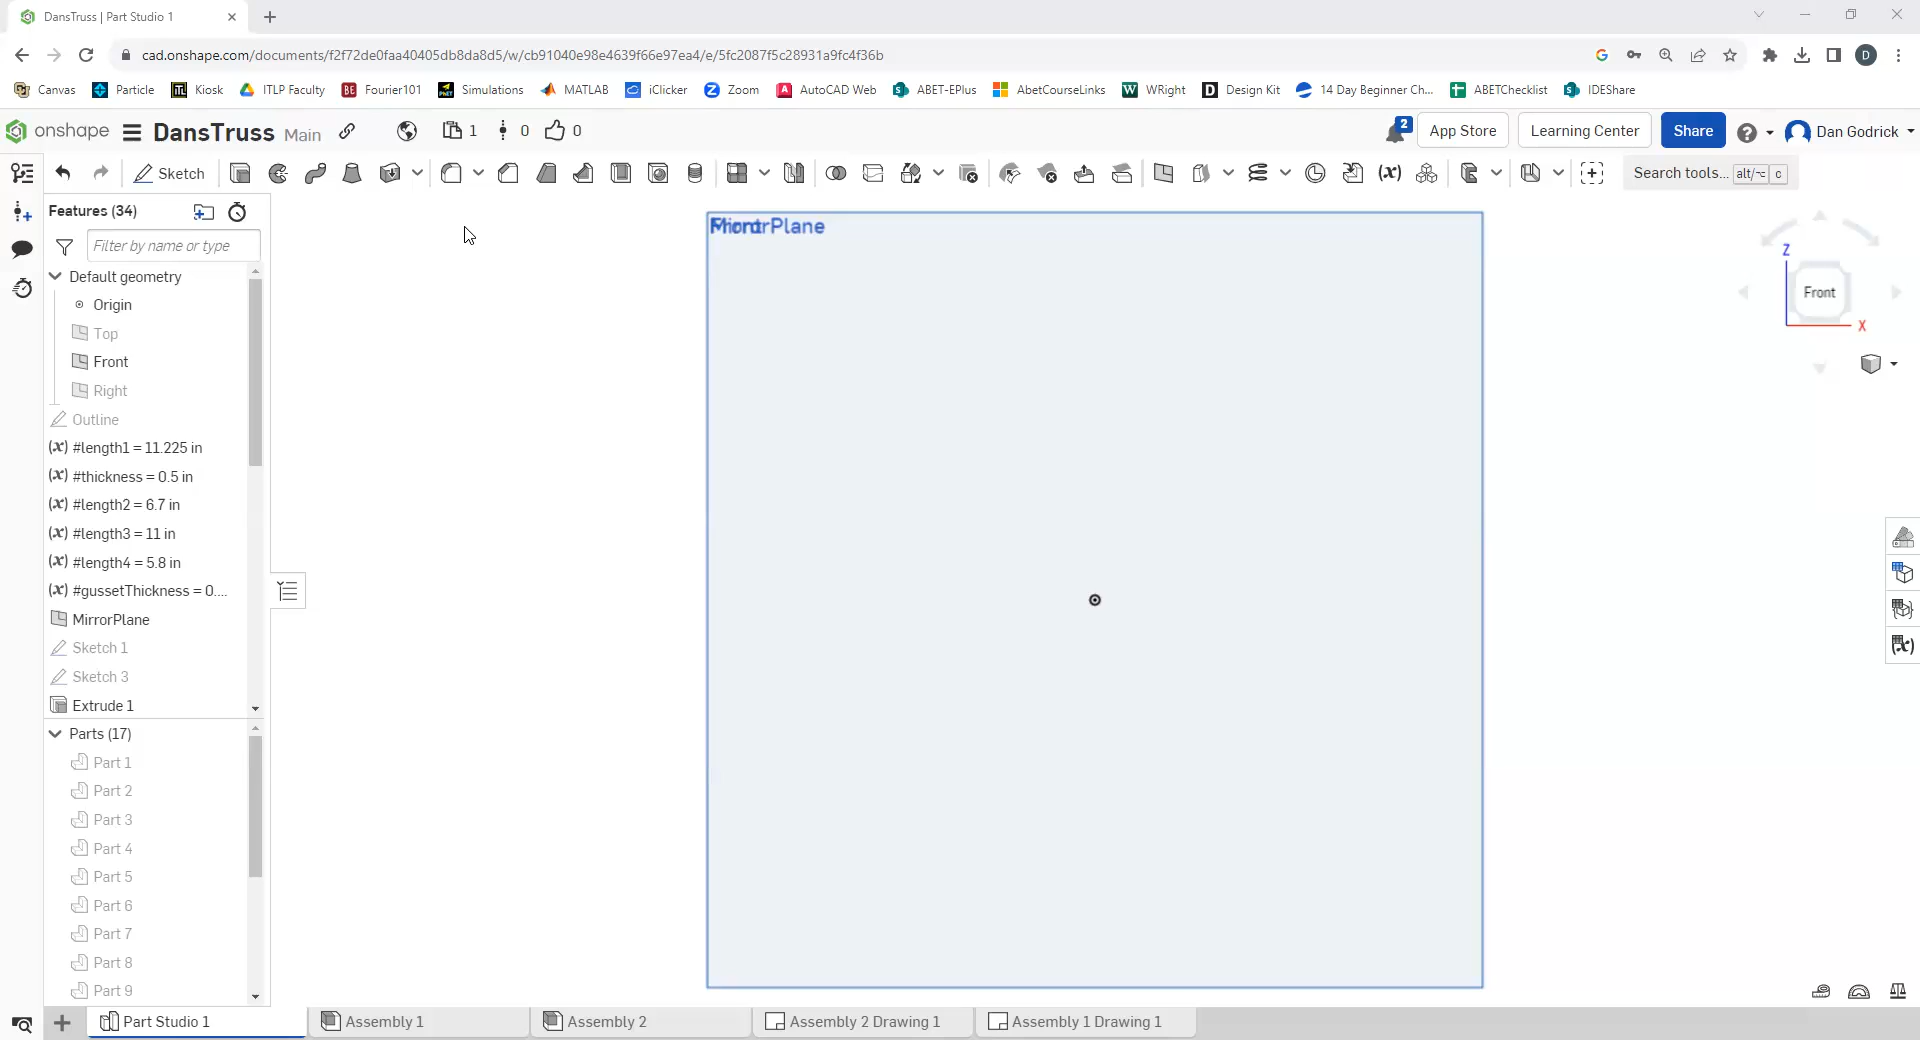 DansTruss | Part Studio 1
cad.onshape.com/documents/f2f72de0faa40405db8da8d5/w/cb91040e98e4639f66e97ea4/e/5fc2087f5c28931a9fc4f36b
D
Canvas Particle Kiosk ITLP Faculty Fourier101 Simulations MATLAB iClicker Zoom AutoCAD Web ABET-EPlus AbetCourseLinks WRight Design Kit 14 Day Beginner Ch... ABETChecklist IDEShare
onshape DansTruss Main 1 0 0 2 App Store Learning Center Share Dan Godrick
Sketch (x) Search tools... alt/⌥ c
Features (34)
Filter by name or type
Default geometry
Origin
Top
Front
Right
Outline
(x) #length1 = 11.225 in
(x) #thickness = 0.5 in
(x) #length2 = 6.7 in
(x) #length3 = 11 in
(x) #length4 = 5.8 in
(x) #gussetThickness = 0....
MirrorPlane
Sketch 1
Sketch 3
Extrude 1
Parts (17)
Part 1
Part 2
Part 3
Part 4
Part 5
Part 6
Part 7
Part 8
Part 9
MirrorPlane
Front
Z
Front
X
(x)
Part Studio 1 Assembly 1 Assembly 2 Assembly 2 Drawing 1 Assembly 1 Drawing 1